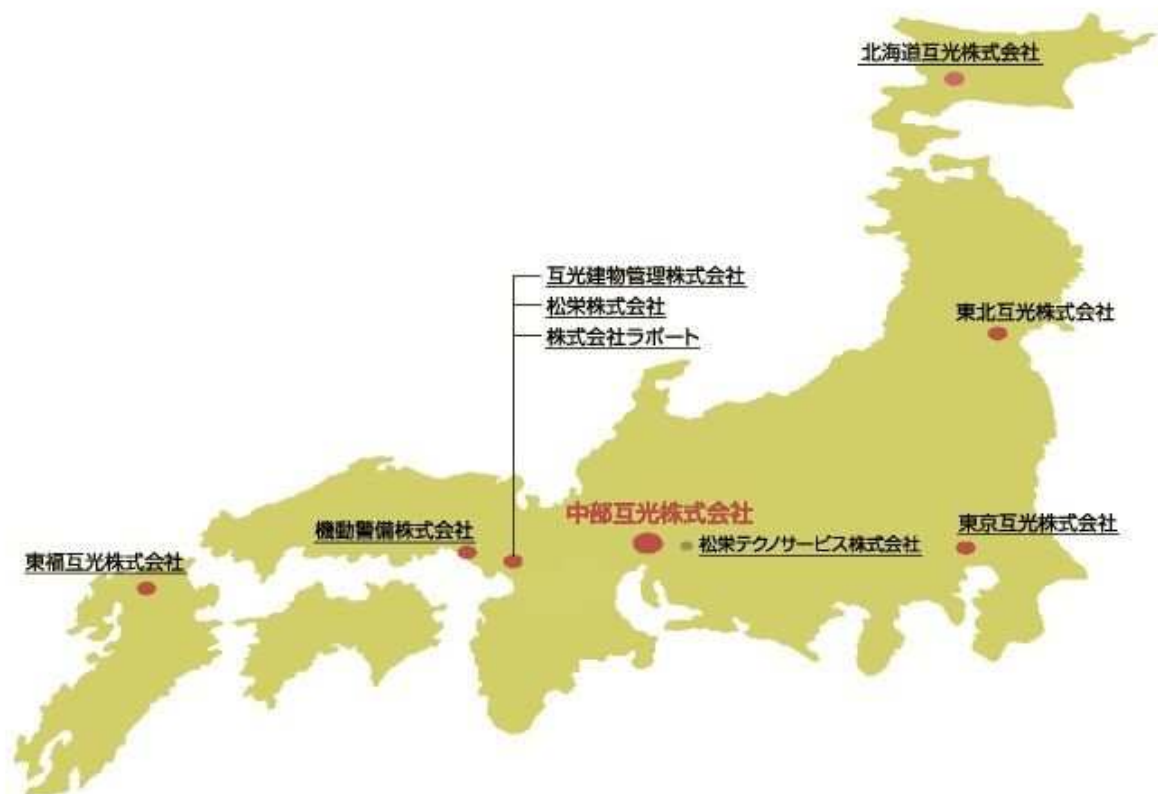 北海道互光株式会社
互光建物管理株式会社
松栄株式会社
株式会社ラポート
東北互光株式会社
中部互光株式会社
機動警備株式会社
東京互光株式会社
松栄テクノサービス株式会社
東福互光株式会社